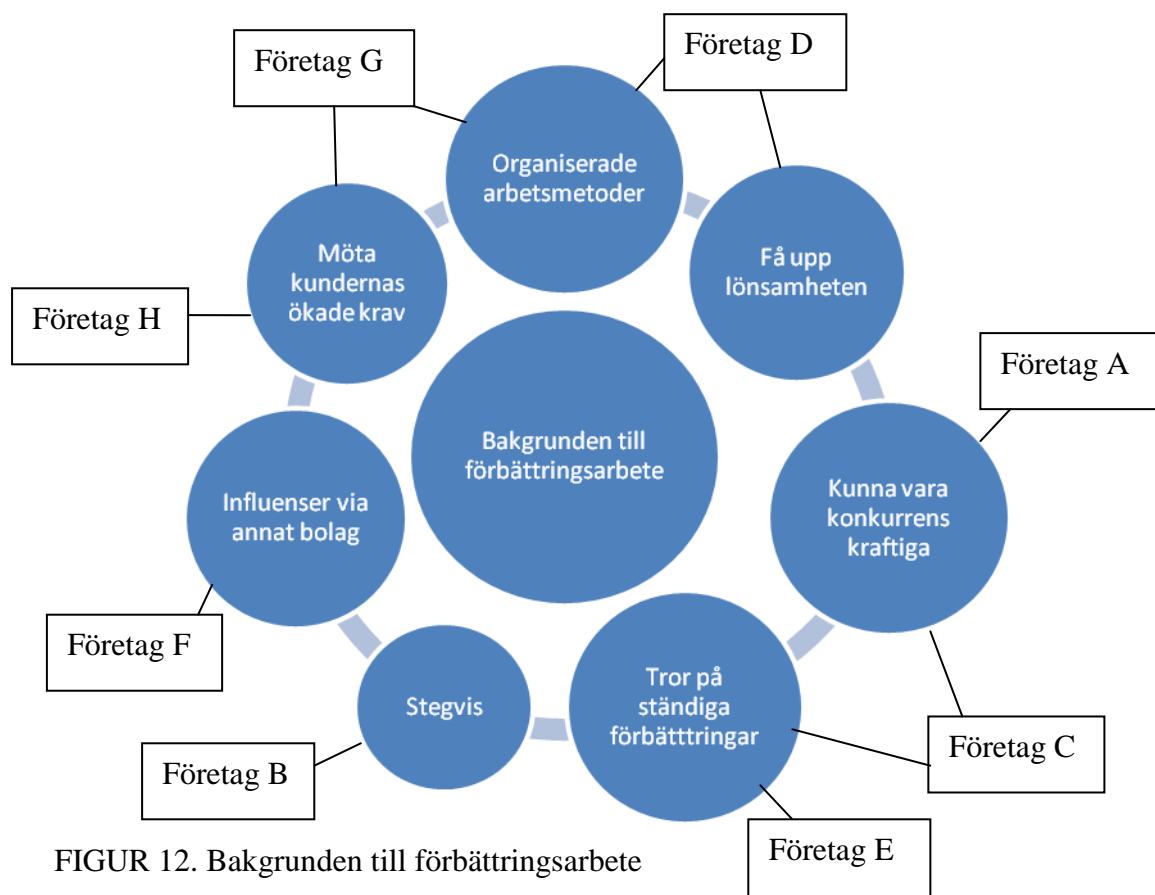 Företag G
Företag D
Organiserade
arbetsmetoder
Möta
kundernas
ökade krav
Få upp
lönsamheten
Företag H
Företag A
Bakgrunden till
förbättringsarbete
Influenser via
annat bolag
Kunna vara
konkurrens
kraftiga
Företag F
Stegvis
Tror på
ständiga
förbätttringar
Företag B
Företag C
Företag E
FIGUR 12. Bakgrunden till förbättringsarbete